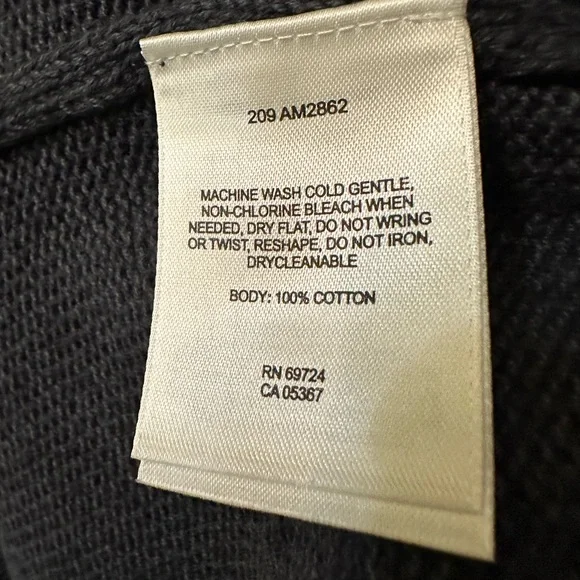 209 AM2862
MACHINE WASH COLD GENTLE,
NON-CHLORINE BLEACH WHEN
NEEDED, DRY FLAT, DO NOT WRING
OR TWIST, RESHAPE, DO NOT IRON,
DRYCLEANABLE
BODY: 100% COTTON
RN 69724
CA 05367